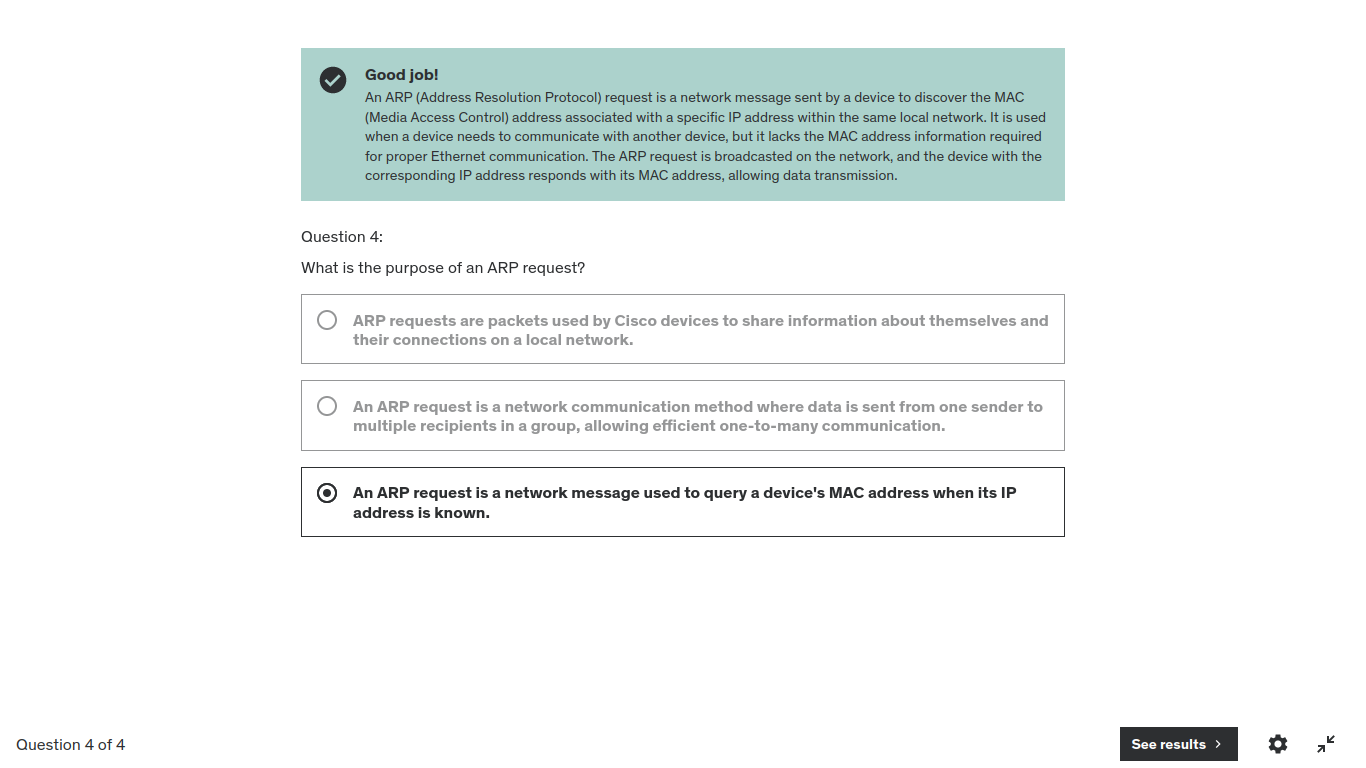 Good job!
An ARP (Address Resolution Protocol) request is a network message sent by a device to discover the MAC
(Media Access Control) address associated with a specific IP address within the same local network. It is used
when a device needs to communicate with another device, but it lacks the MAC address information required
for proper Ethernet communication. The ARP request is broadcasted on the network, and the device with the
corresponding IP address responds with its MAC address, allowing data transmission.
Question 4:
What is the purpose of an ARP request?
ARP requests are packets used by Cisco devices to share information about themselves and
their connections on a local network.
An ARP request is a network communication method where data is sent from one sender to
multiple recipients in a group, allowing efficient one-to-many communication.
An ARP request is a network message used to query a device's MAC address when its IP
address is known.
Question 4 of 4
See results